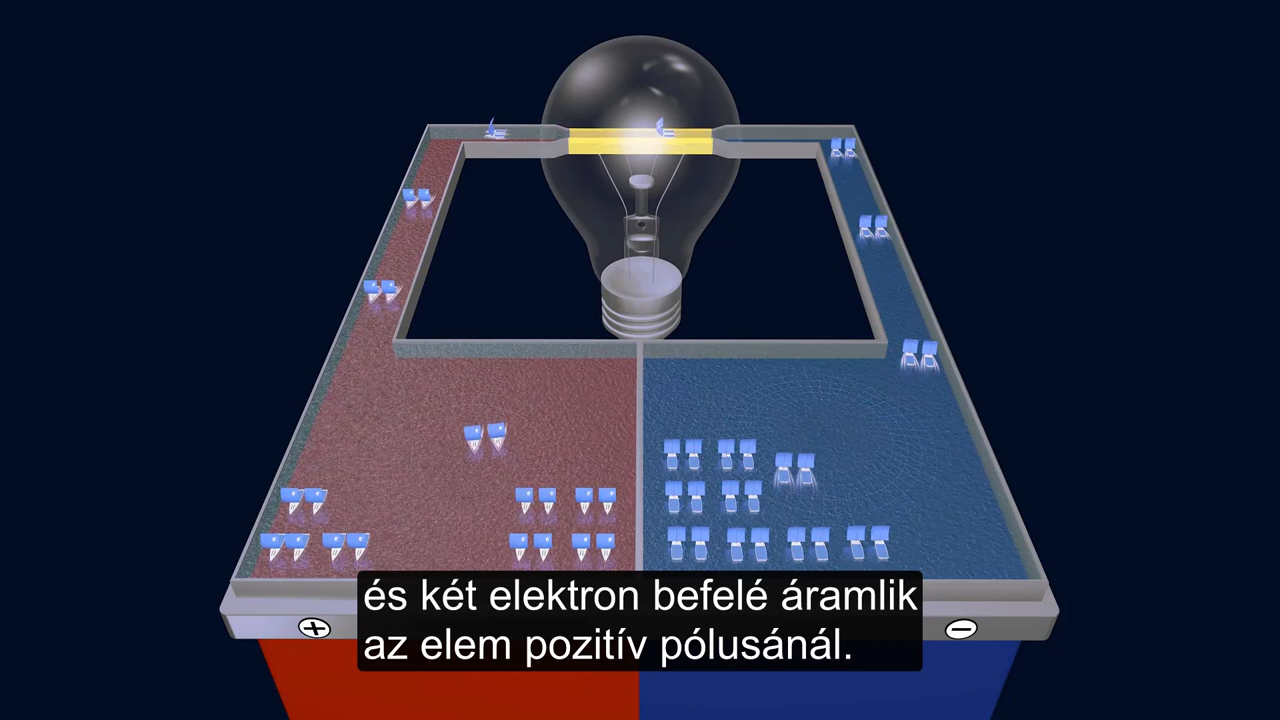 és két elektron befelé áramlik
az elem pozitív pólusánál.
+ −